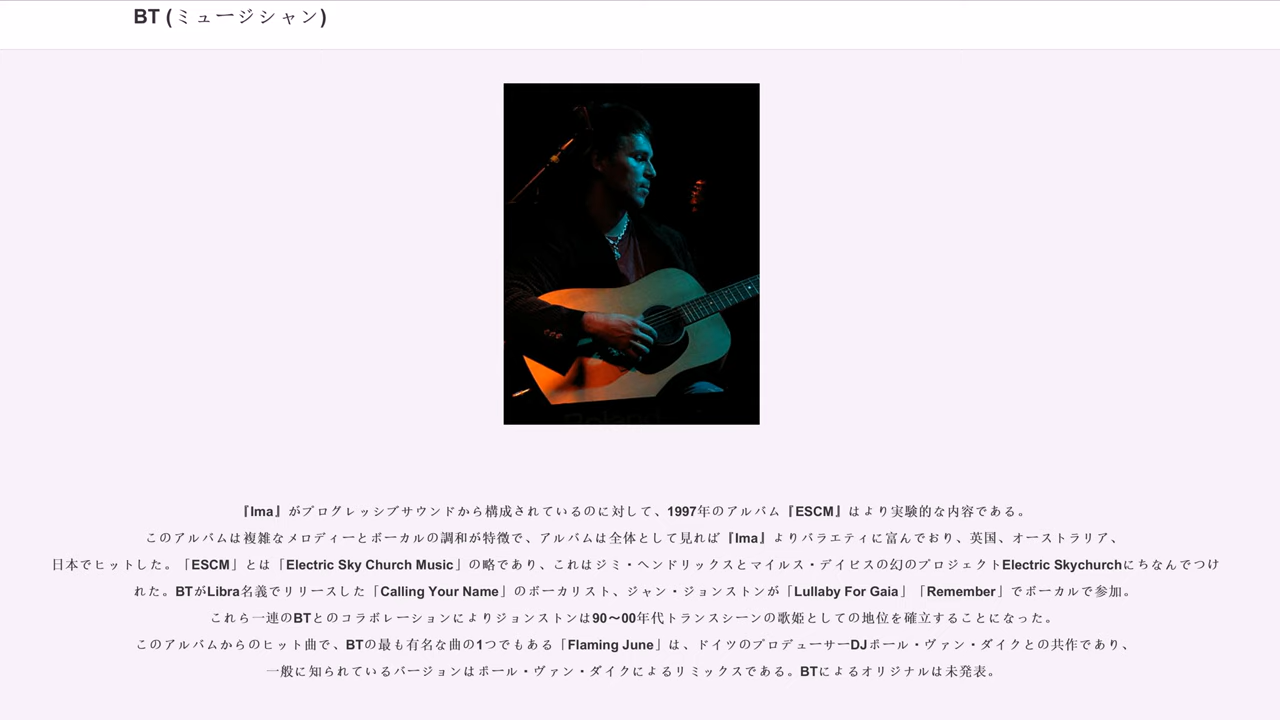 BT (ミュージシャン)
Roland
『Ima』がプログレッシブサウンドから構成されているのに対して、1997年のアルバム『ESCM』はより実験的な内容である。
このアルバムは複雑なメロディーとボーカルの調和が特徴で、アルバムは全体として見れば『Ima』よりバラエティに富んでおり、英国、オーストラリア、
日本でヒットした。「ESCM」とは「Electric Sky Church Music」の略であり、これはジミ・ヘンドリックスとマイルス・デイビスの幻のプロジェクトElectric Skychurchにちなんでつけ
れた。BTがLibra名義でリリースした「Calling Your Name」のボーカリスト、ジャン・ジョンストンが「Lullaby For Gaia」「Remember」でボーカルで参加。
これら一連のBTとのコラボレーションによりジョンストンは90〜00年代トランスシーンの歌姫としての地位を確立することになった。
このアルバムからのヒット曲で、BTの最も有名な曲の1つでもある「Flaming June」は、ドイツのプロデューサーDJポール・ヴァン・ダイクとの共作であり、
一般に知られているバージョンはポール・ヴァン・ダイクによるリミックスである。BTによるオリジナルは未発表。